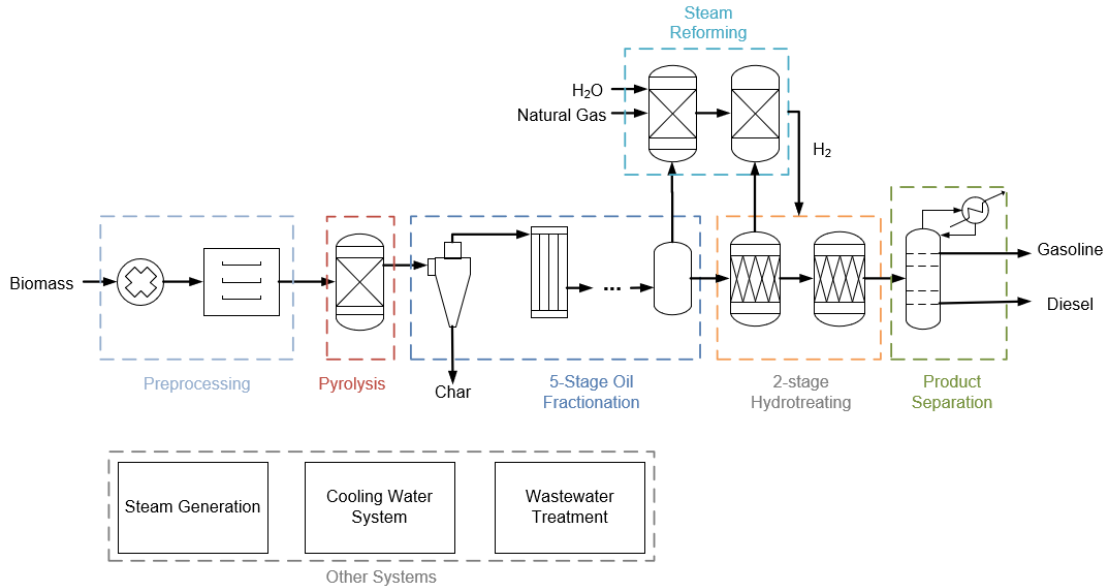 Steam
Reforming
H₂O
Natural Gas
H₂
Biomass
...
Gasoline
Diesel
Char
Preprocessing
Pyrolysis
5-Stage Oil
Fractionation
2-stage
Hydrotreating
Product
Separation
Steam Generation
Cooling Water
System
Wastewater
Treatment
Other Systems